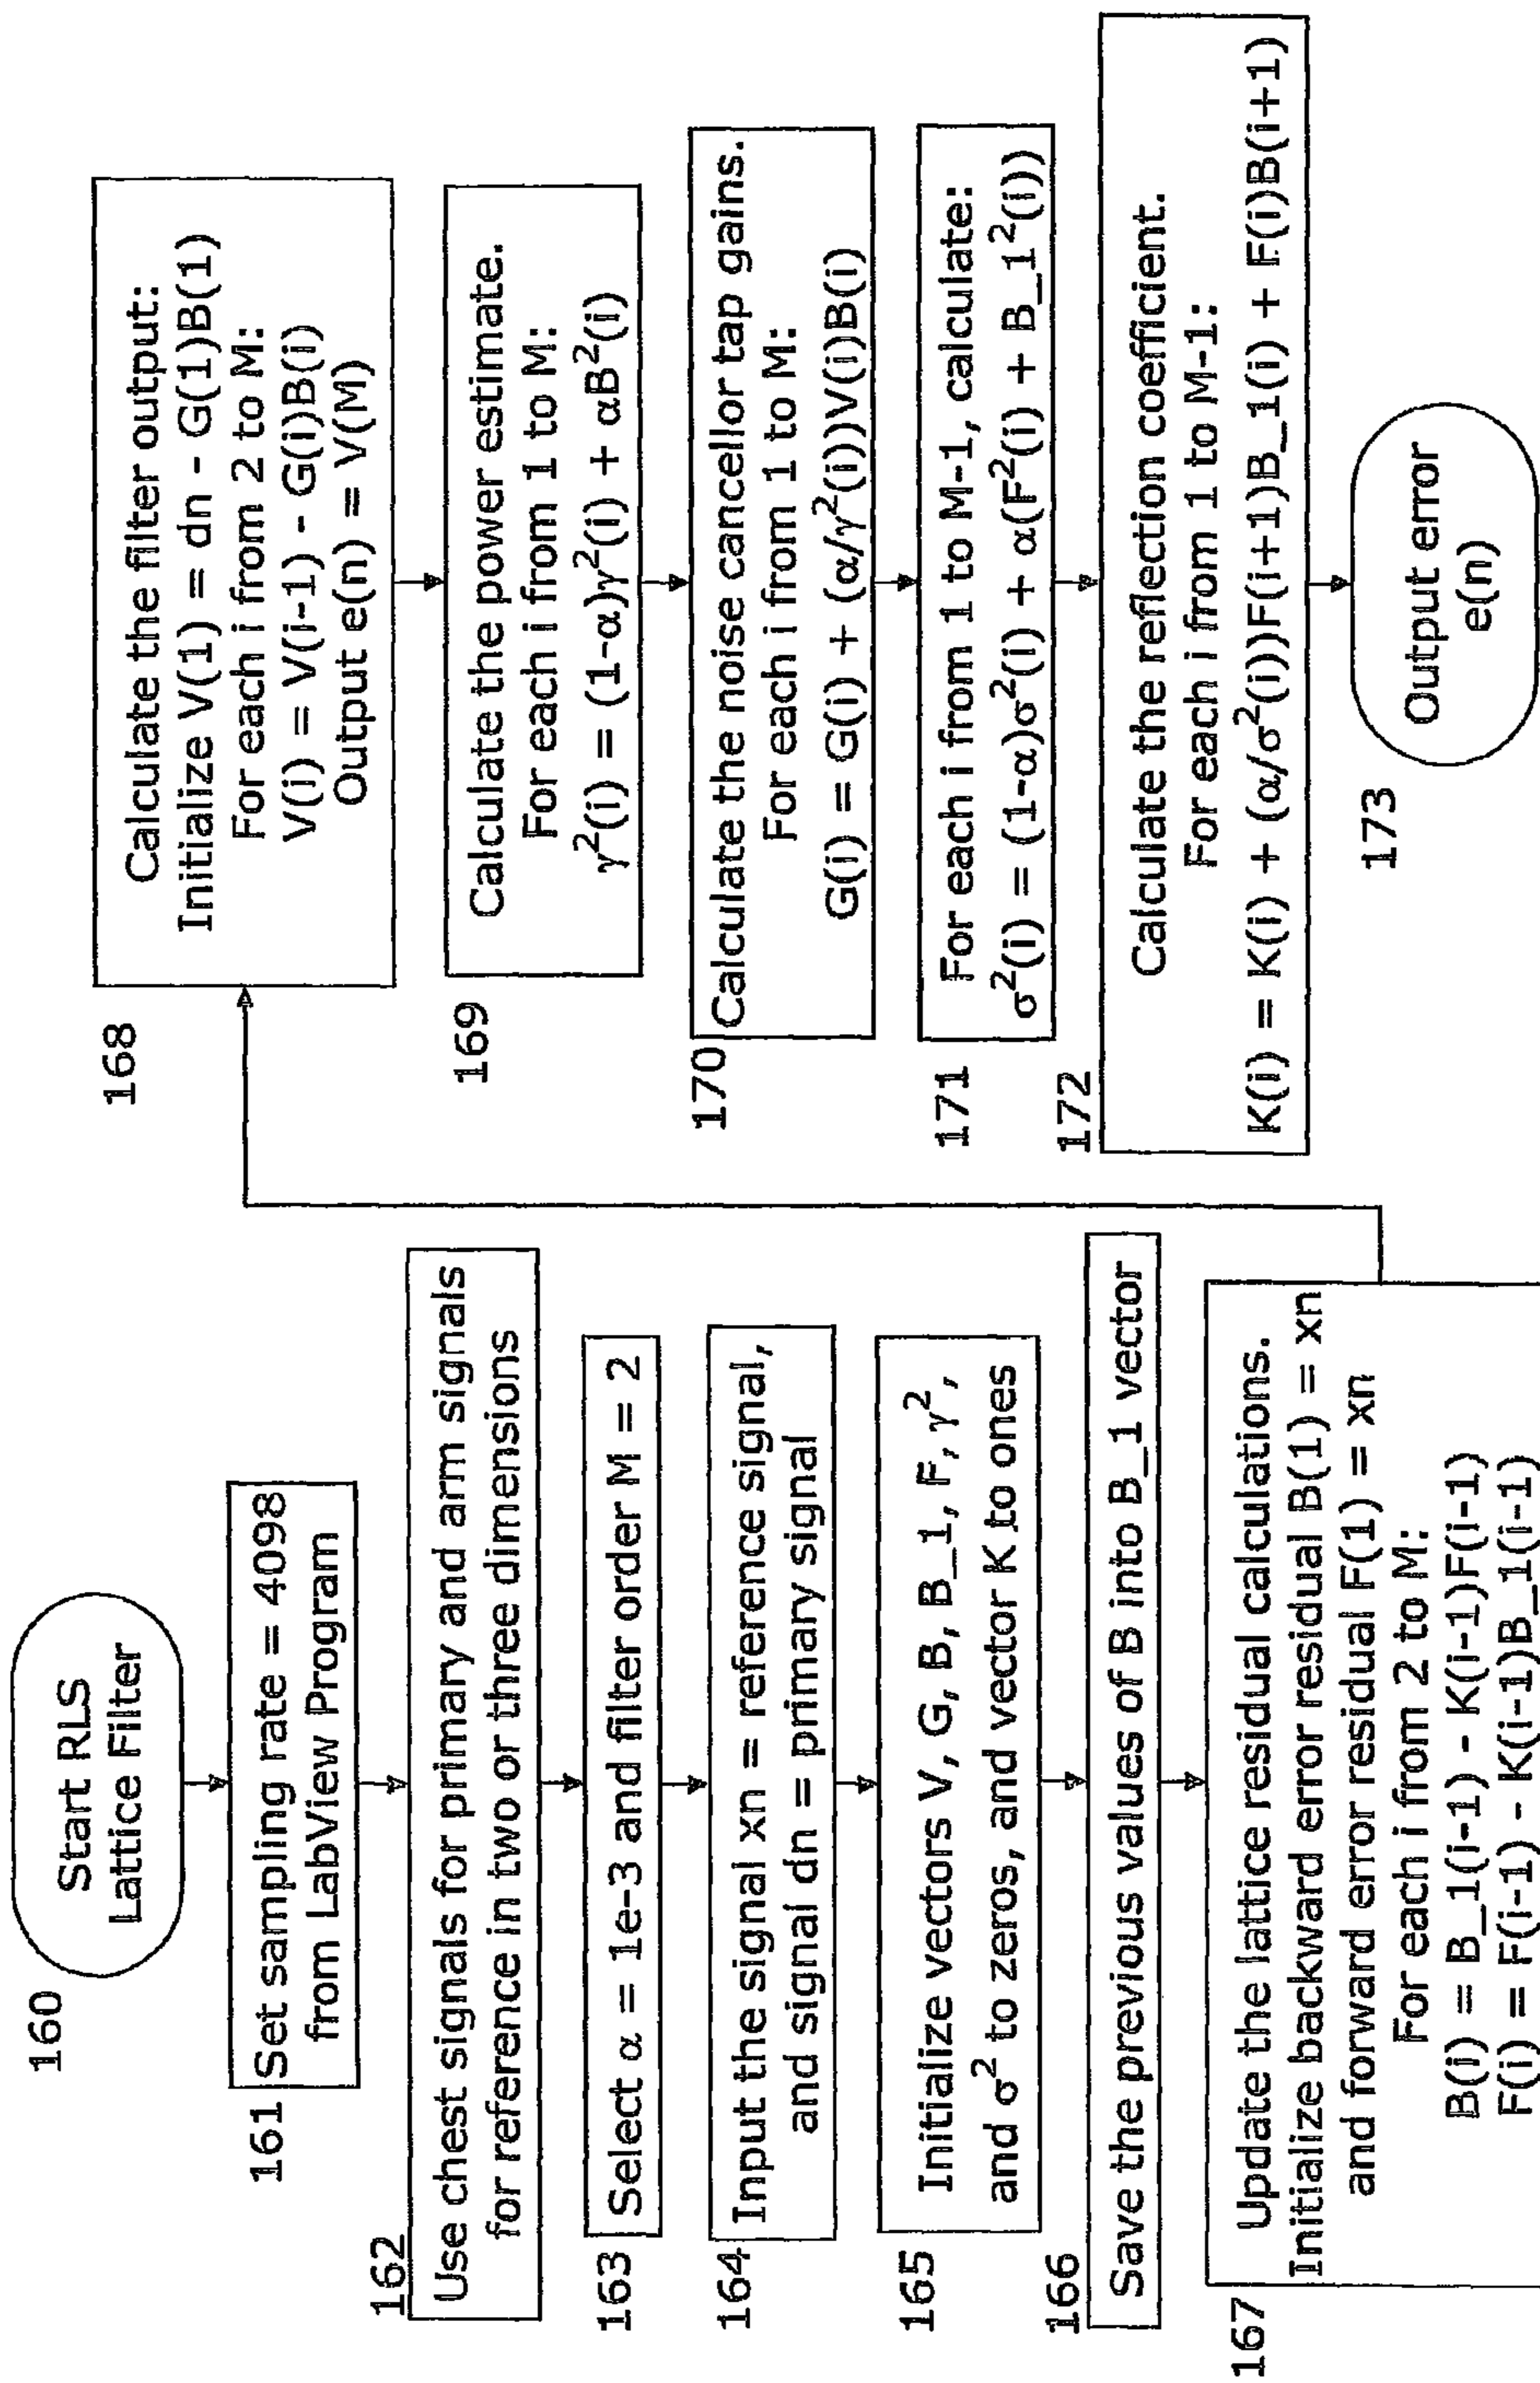 160
Start RLS
Lattice Filter
161
Set sampling rate = 4098
from LabView Program
162
Use chest signals for primary and arm signals
for reference in two or three dimensions
163
Select α = 1e-3 and filter order M = 2
164
Input the signal xn = reference signal,
and signal dn = primary signal
165
Initialize vectors V, G, B, B_1, F, γ²,
and σ² to zeros, and vector K to ones
166
Save the previous values of B into B_1 vector
167
Update the lattice residual calculations.
Initialize backward error residual B(1) = xn
and forward error residual F(1) = xn
For each i from 2 to M:
B(i) = B_1(i-1) - K(i-1)F(i-1)
F(i) = F(i-1) - K(i-1)B_1(i-1)
168
Calculate the filter output:
Initialize V(1) = dn - G(1)B(1)
For each i from 2 to M:
V(i) = V(i-1) - G(i)B(i)
Output e(n) = V(M)
169
Calculate the power estimate.
For each i from 1 to M:
γ²(i) = (1-α)γ²(i) + αB²(i)
170
Calculate the noise cancellor tap gains.
For each i from 1 to M:
G(i) = G(i) + (α/γ²(i))V(i)B(i)
171
For each i from 1 to M-1, calculate:
σ²(i) = (1-α)σ²(i) + α(F²(i) + B_1²(i))
172
Calculate the reflection coefficient.
For each i from 1 to M-1:
K(i) = K(i) + (α/σ²(i))F(i+1)B_1(i) + F(i)B(i+1)
173
Output error
e(n)